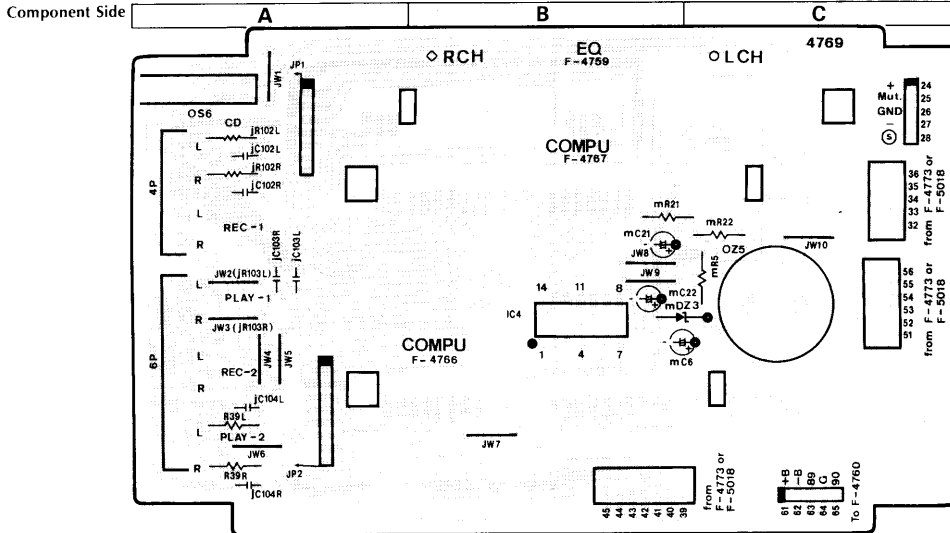 Component Side
A
B
C
RCH
EQ
F-4759
LCH
4769
JW1
JP1
OS6
CD
jR102L
L
jC102L
jR102R
R
jC102R
4P
L
REC-1
R
jC103R
jC103L
COMPU
F-4767
+
Mut.
GND
-
S
24
25
26
27
28
36
35
34
33
32
from F-4773 or
F-5018
mR21
mR22
mC21
JW8
OZ5
JW10
JW9
mR5
JW2(jR103L)
L
PLAY-1
R
JW3(jR103R)
14
11
8
mC22
IC4
mDZ3
1
4
7
mC6
56
55
54
53
52
51
from F-4773 or
F-5018
6P
L
REC-2
R
JW4
JW5
COMPU
F-4766
jC104L
R39L
L
PLAY-2
JW6
R
R39R
JP2
jC104R
JW7
45
44
43
42
41
40
39
from
F-4773 or
F-5018
+B
-B
89
G
90
61
62
63
64
65
To F-4760